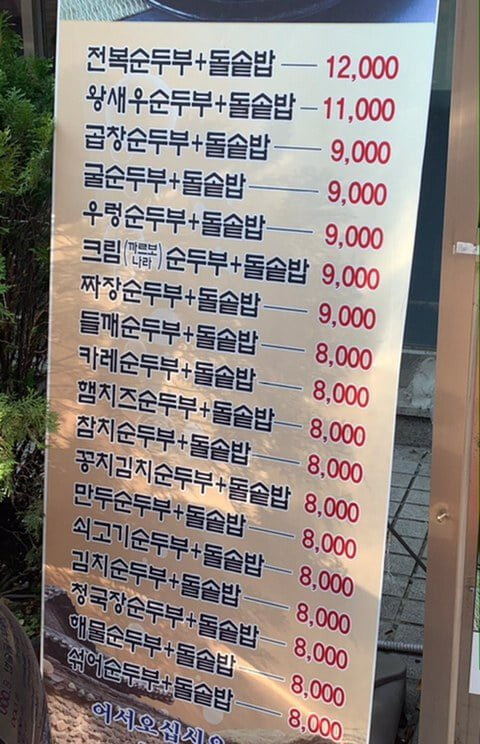 전복순두부+돌솥밥 — 12,000
왕새우순두부+돌솥밥 — 11,000
곱창순두부+돌솥밥 — 9,000
굴순두부+돌솥밥 — 9,000
우렁순두부+돌솥밥 — 9,000
크림(까르보나라)순두부+돌솥밥 9,000
짜장순두부+돌솥밥 — 9,000
들깨순두부+돌솥밥 — 8,000
카레순두부+돌솥밥 — 8,000
햄치즈순두부+돌솥밥 — 8,000
참치순두부+돌솥밥 — 8,000
꽁치김치순두부+돌솥밥 8,000
만두순두부+돌솥밥 — 8,000
쇠고기순두부+돌솥밥 — 8,000
김치순두부+돌솥밥 — 8,000
청국장순두부+돌솥밥 — 8,000
해물순두부+돌솥밥 — 8,000
섞어순두부+돌솥밥 — 8,000
어서오십시오